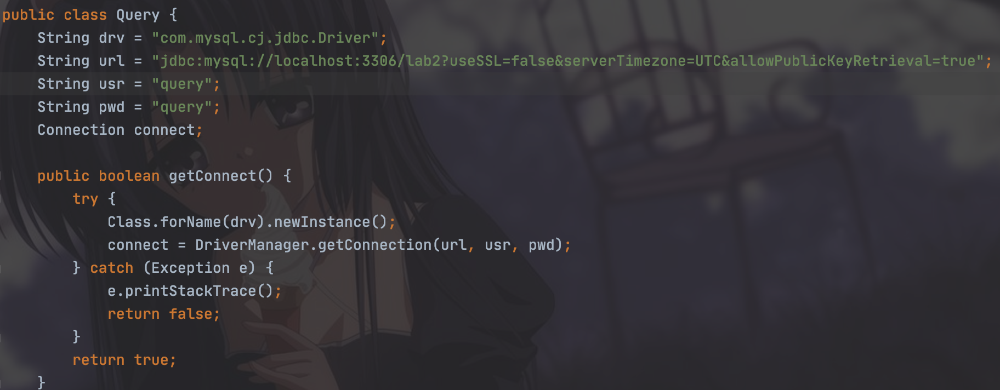 public class Query {
    String drv = "com.mysql.cj.jdbc.Driver";
    String url = "jdbc:mysql://localhost:3306/lab2?useSSL=false&serverTimezone=UTC&allowPublicKeyRetrieval=true";
    String usr = "query";
    String pwd = "query";
    Connection connect;

    public boolean getConnect() {
        try {
            Class.forName(drv).newInstance();
            connect = DriverManager.getConnection(url, usr, pwd);
        } catch (Exception e) {
            e.printStackTrace();
            return false;
        }
        return true;
    }